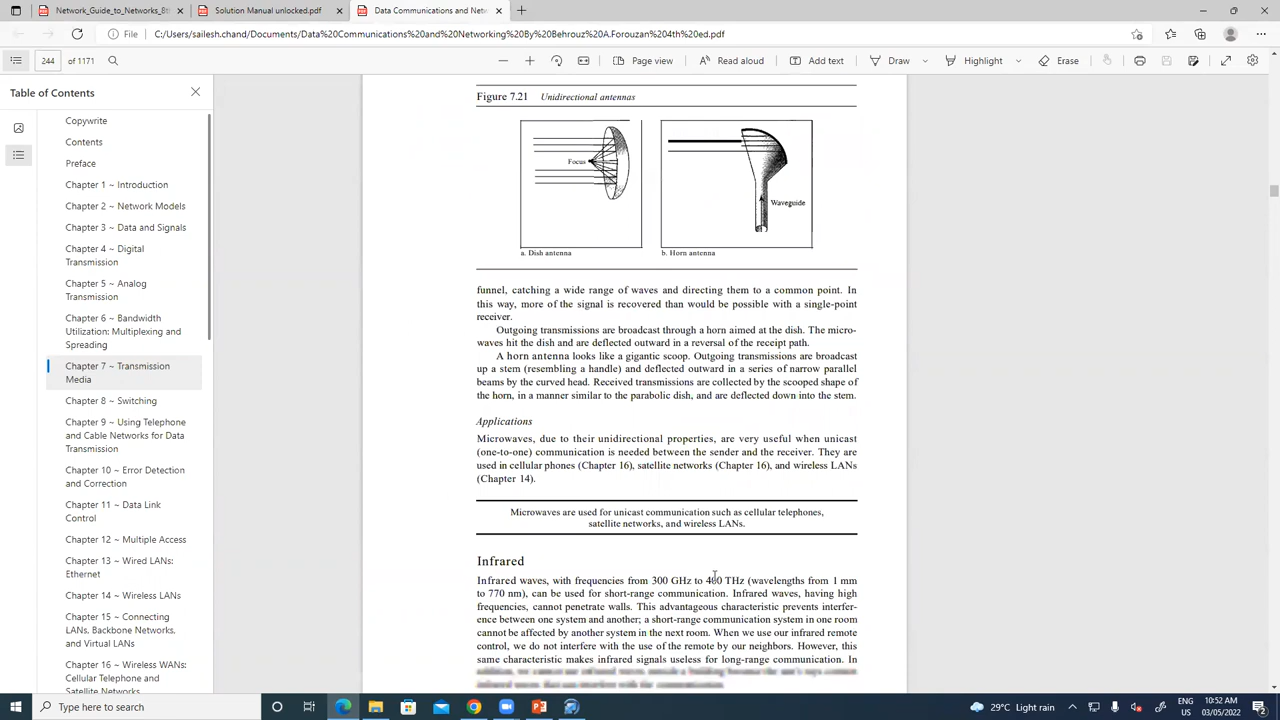 Network_Guide_to_Networks_8t
Solution Manual unlocked.pdf
Data Communications and Net
File
C:/Users/sailesh.chand/Documents/Data%20Communications%20and%20Networking%20By%20Behrouz%20A.Forouzan%204th%20ed.pdf
244 of 1171
Page view
Read aloud
Add text
Draw
Highlight
Erase
Table of Contents
Copywrite
Contents
Preface
Chapter 1 ~ Introduction
Chapter 2 ~ Network Models
Chapter 3 ~ Data and Signals
Chapter 4 ~ Digital
Transmission
Chapter 5 ~ Analog
Transmission
Chapter 6 ~ Bandwidth
Utilization: Multiplexing and
Spreading
Chapter 7 ~ Transmission
Media
Chapter 8 ~ Switching
Chapter 9 ~ Using Telephone
and Cable Networks for Data
Transmission
Chapter 10 ~ Error Detection
and Correction
Chapter 11 ~ Data Link
Control
Chapter 12 ~ Multiple Access
Chapter 13 ~ Wired LANs:
Ethernet
Chapter 14 ~ Wireless LANs
Chapter 15 ~ Connecting
LANs, Backbone Networks,
and Virtual LANs
Chapter 16 ~ Wireless WANs:
Cellular Telephone and
Satellite Networks
Figure 7.21 Unidirectional antennas
Focus
Waveguide
a. Dish antenna
b. Horn antenna
funnel, catching a wide range of waves and directing them to a common point. In
this way, more of the signal is recovered than would be possible with a single-point
receiver.
Outgoing transmissions are broadcast through a horn aimed at the dish. The micro-
waves hit the dish and are deflected outward in a reversal of the receipt path.
A horn antenna looks like a gigantic scoop. Outgoing transmissions are broadcast
up a stem (resembling a handle) and deflected outward in a series of narrow parallel
beams by the curved head. Received transmissions are collected by the scooped shape of
the horn, in a manner similar to the parabolic dish, and are deflected down into the stem.
Applications
Microwaves, due to their unidirectional properties, are very useful when unicast
(one-to-one) communication is needed between the sender and the receiver. They are
used in cellular phones (Chapter 16), satellite networks (Chapter 16), and wireless LANs
(Chapter 14).
Microwaves are used for unicast communication such as cellular telephones,
satellite networks, and wireless LANs.
Infrared
Infrared waves, with frequencies from 300 GHz to 400 THz (wavelengths from 1 mm
to 770 nm), can be used for short-range communication. Infrared waves, having high
frequencies, cannot penetrate walls. This advantageous characteristic prevents interfer-
ence between one system and another; a short-range communication system in one room
cannot be affected by another system in the next room. When we use our infrared remote
control, we do not interfere with the use of the remote by our neighbors. However, this
same characteristic makes infrared signals useless for long-range communication. In
Type here to search
29°C Light rain
ENG
US
10:52 AM
03/05/2022